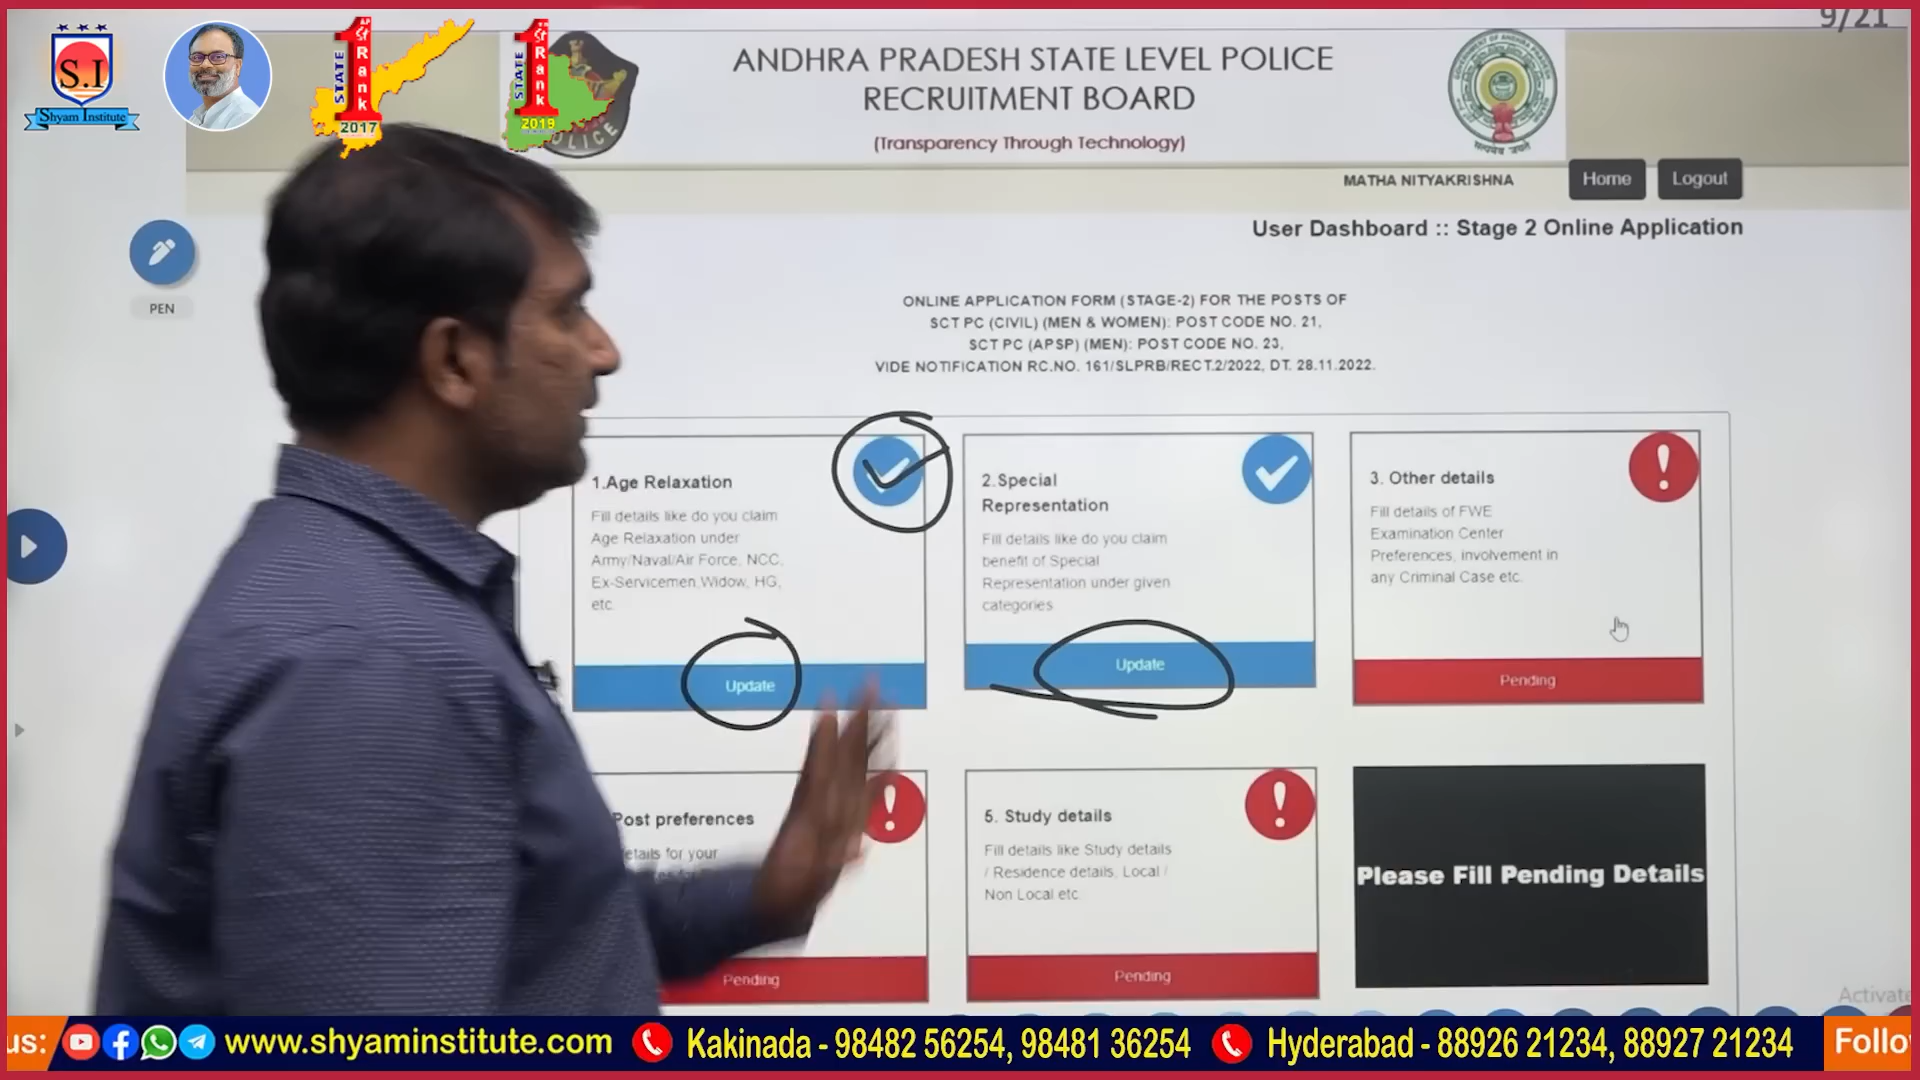 9/21
S.I
Shyam Institute
STATE
1
Rank
2017
STATE
1
Rank
2019
ANDHRA PRADESH STATE LEVEL POLICE
RECRUITMENT BOARD
(Transparency Through Technology)
MATHA NITYAKRISHNA
Home
Logout
User Dashboard :: Stage 2 Online Application
PEN
ONLINE APPLICATION FORM (STAGE-2) FOR THE POSTS OF
SCT PC (CIVIL) (MEN & WOMEN): POST CODE NO. 21,
SCT PC (APSP) (MEN): POST CODE NO. 23,
VIDE NOTIFICATION RC.NO. 161/SLPRB/RECT.2/2022, DT. 28.11.2022.
1.Age Relaxation
Fill details like do you claim
Age Relaxation under
Army/Naval/Air Force, NCC,
Ex-Servicemen,Widow, HG,
etc.
Update
2.Special
Representation
Fill details like do you claim
benefit of Special
Representation under given
categories
Update
3. Other details
Fill details of FWE
Examination Center
Preferences, involvement in
any Criminal Case etc.
Pending
Post preferences
etails for your
Pending
5. Study details
Fill details like Study details
/ Residence details, Local /
Non Local etc
Pending
Please Fill Pending Details
Activate
us: www.shyaminstitute.com Kakinada - 98482 56254, 98481 36254 Hyderabad - 88926 21234, 88927 21234 Follo